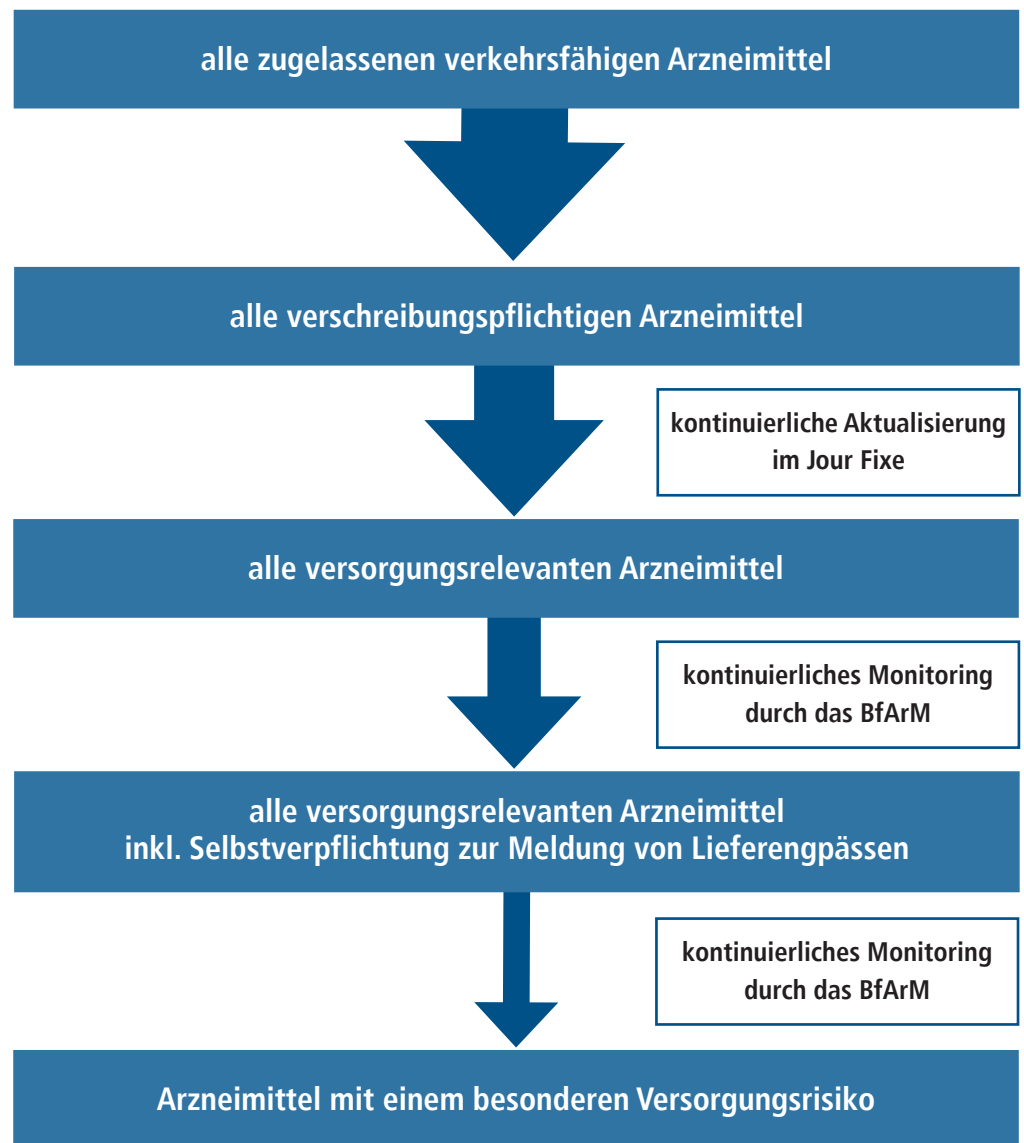 alle zugelassenen verkehrsfähigen Arzneimittel
alle verschreibungspflichtigen Arzneimittel
kontinuierliche Aktualisierung
im Jour Fixe
alle versorgungsrelevanten Arzneimittel
kontinuierliches Monitoring
durch das BfArM
alle versorgungsrelevanten Arzneimittel
inkl. Selbstverpflichtung zur Meldung von Lieferengpässen
kontinuierliches Monitoring
durch das BfArM
Arzneimittel mit einem besonderen Versorgungsrisiko